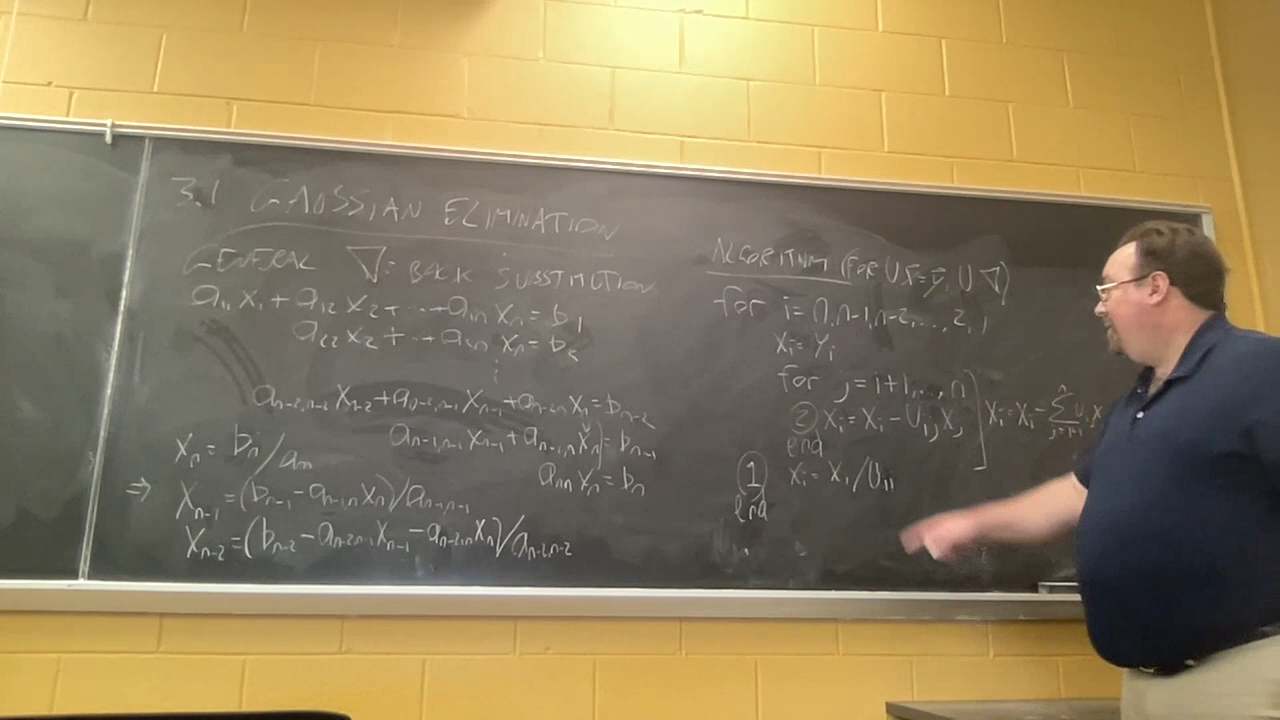 3.1 GAUSSIAN ELIMINATION
GENERAL ▽: BACK SUBSTITUTION
a₁₁x₁ + a₁₂x₂ + ... + a₁ₙxₙ = b₁
a₂₂x₂ + ... + a₂ₙxₙ = b₂
⋮
aₙ₋₂,ₙ₋₂xₙ₋₂ + aₙ₋₂,ₙ₋₁xₙ₋₁ + aₙ₋₂,ₙxₙ = bₙ₋₂
aₙ₋₁,ₙ₋₁xₙ₋₁ + aₙ₋₁,ₙxₙ = bₙ₋₁
aₙₙxₙ = bₙ
xₙ = bₙ/aₙₙ
⇒ xₙ₋₁ = (bₙ₋₁ - aₙ₋₁,ₙxₙ)/aₙ₋₁,ₙ₋₁
xₙ₋₂ = (bₙ₋₂ - aₙ₋₂,ₙ₋₁xₙ₋₁ - aₙ₋₂,ₙxₙ)/aₙ₋₂,ₙ₋₂
ALGORITHM (FOR Ux⃗=y⃗, U ▽)
for i=n,n-1,n-2,...,2,1
xᵢ = yᵢ
for j=i+1,...,n
② xᵢ = xᵢ - Uᵢⱼxⱼ ] xᵢ = xᵢ - Σⁿⱼ₌ᵢ₊₁ Uᵢⱼx
end
① xᵢ = xᵢ/Uᵢᵢ
end